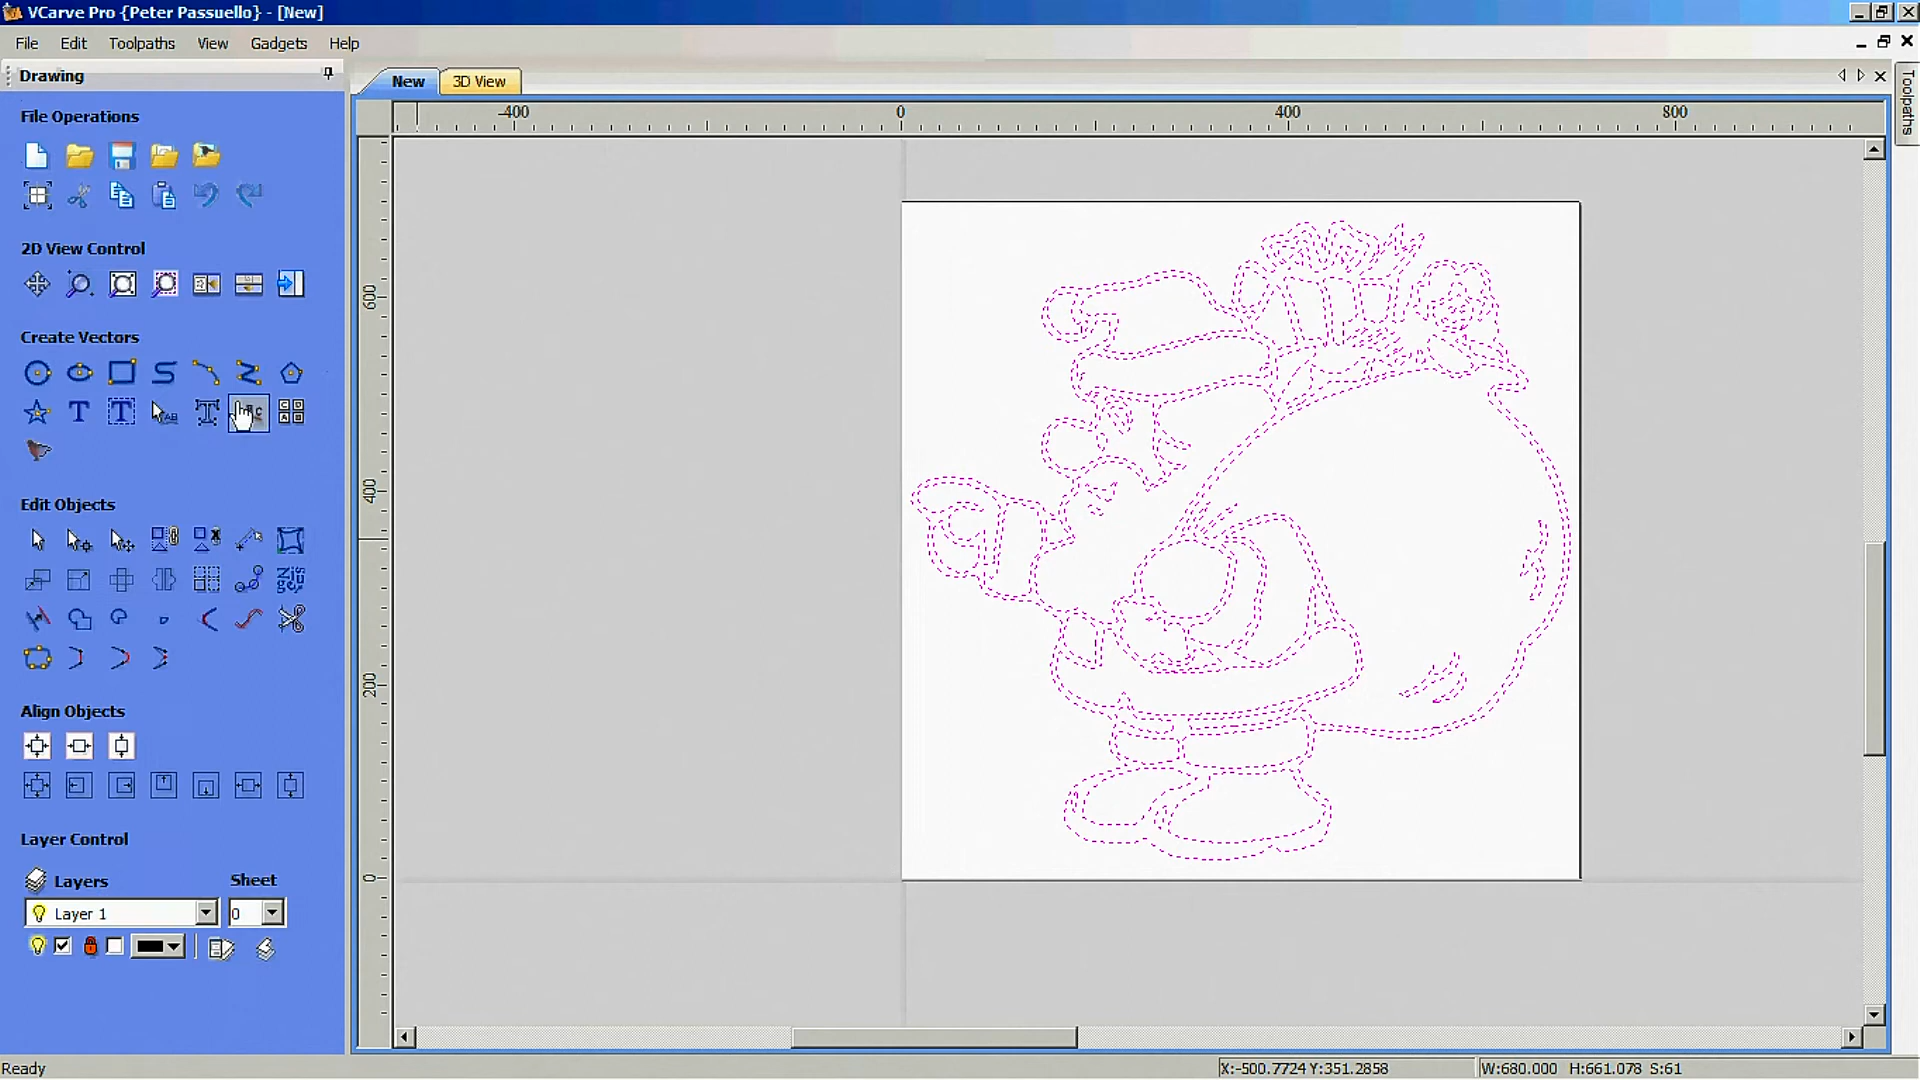 VCarve Pro {Peter Passuello} - [New]
File Edit Toolpaths View Gadgets Help
Drawing
New 3D View
Toolpaths
File Operations
-400 0 400 800
2D View Control
600
Create Vectors
400
Edit Objects
200
Align Objects
Layer Control
0
Layers Sheet
Layer 1 0
Ready X:-500.7724 Y:351.2858 W:680.000 H:661.078 S:61